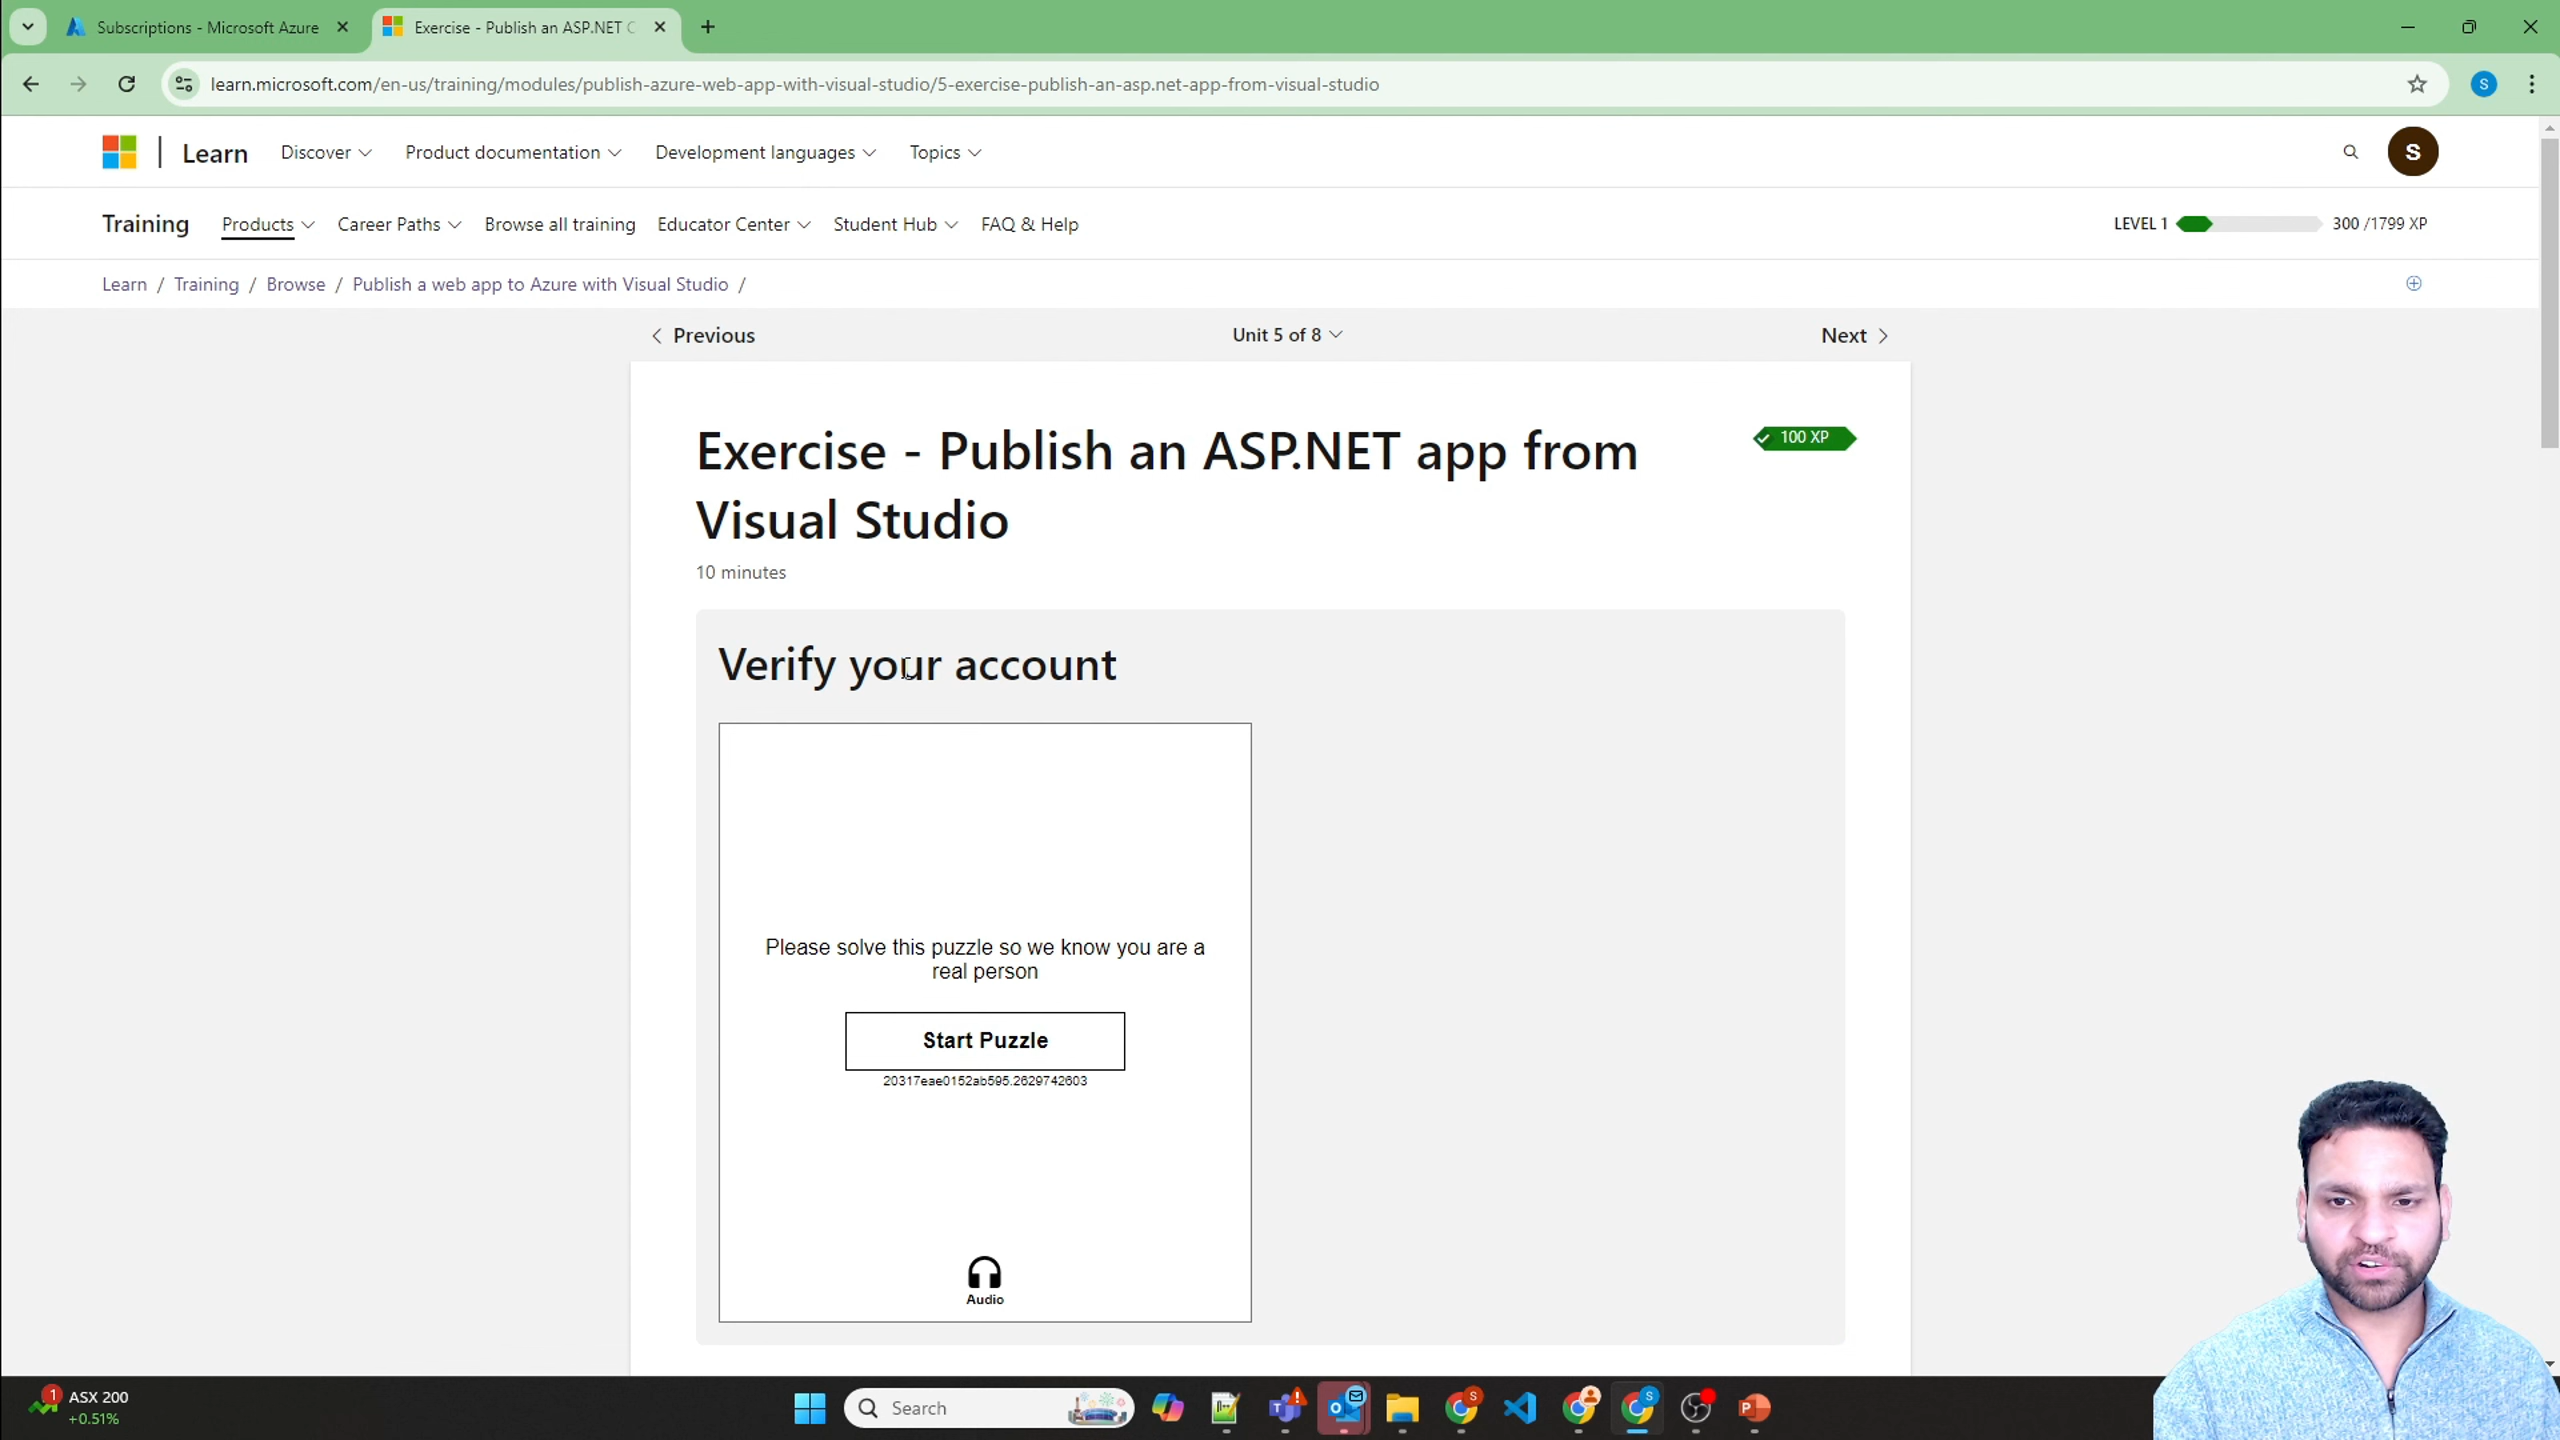 Subscriptions - Microsoft Azure
Exercise - Publish an ASP.NET C
learn.microsoft.com/en-us/training/modules/publish-azure-web-app-with-visual-studio/5-exercise-publish-an-asp.net-app-from-visual-studio
S
Learn
Discover
Product documentation
Development languages
Topics
S
Training
Products
Career Paths
Browse all training
Educator Center
Student Hub
FAQ & Help
LEVEL 1
300 /1799 XP
Learn / Training / Browse / Publish a web app to Azure with Visual Studio /
Previous
Unit 5 of 8
Next
Exercise - Publish an ASP.NET app from
Visual Studio
100 XP
10 minutes
Verify your account
Please solve this puzzle so we know you are a
real person
Start Puzzle
20317eae0152ab595.2629742603
Audio
1
ASX 200
+0.51%
Search
S
S